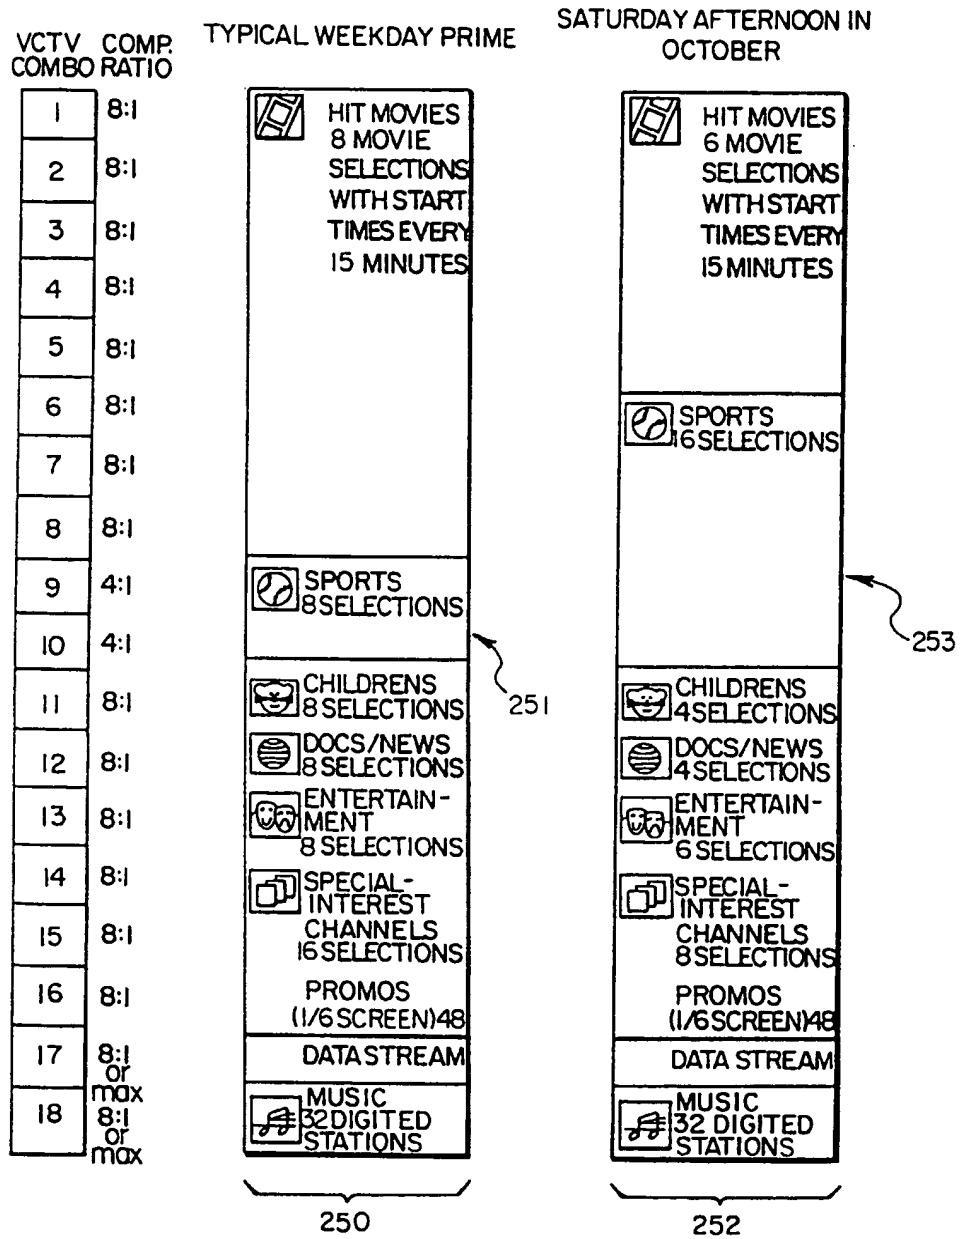 VCTV COMBO
COMP. RATIO
TYPICAL WEEKDAY PRIME
SATURDAY AFTERNOON IN
OCTOBER
1 8:1
2 8:1
3 8:1
4 8:1
5 8:1
6 8:1
7 8:1
8 8:1
9 4:1
10 4:1
11 8:1
12 8:1
13 8:1
14 8:1
15 8:1
16 8:1
17 8:1
or
max
18 8:1
or
max
HIT MOVIES
8 MOVIE
SELECTIONS
WITH START
TIMES EVERY
15 MINUTES
SPORTS
8 SELECTIONS
251
CHILDRENS
8 SELECTIONS
DOCS/NEWS
8 SELECTIONS
ENTERTAIN-
MENT
8 SELECTIONS
SPECIAL-
INTEREST
CHANNELS
16 SELECTIONS
PROMOS
(1/6 SCREEN) 48
DATA STREAM
MUSIC
32 DIGITED
STATIONS
250
HIT MOVIES
6 MOVIE
SELECTIONS
WITH START
TIMES EVERY
15 MINUTES
SPORTS
16 SELECTIONS
253
CHILDRENS
4 SELECTIONS
DOCS/NEWS
4 SELECTIONS
ENTERTAIN-
MENT
6 SELECTIONS
SPECIAL-
INTEREST
CHANNELS
8 SELECTIONS
PROMOS
(1/6 SCREEN) 48
DATA STREAM
MUSIC
32 DIGITED
STATIONS
252